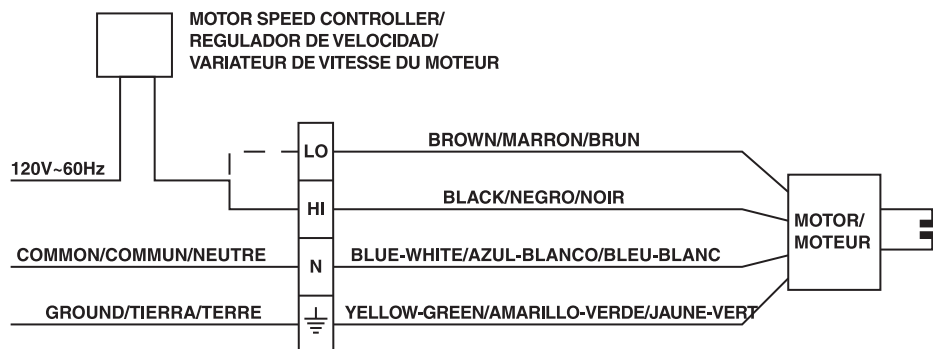 MOTOR SPEED CONTROLLER/
REGULADOR DE VELOCIDAD/
VARIATEUR DE VITESSE DU MOTEUR
LO
BROWN/MARRON/BRUN
120V~60Hz
HI
BLACK/NEGRO/NOIR
MOTOR/
MOTEUR
COMMON/COMMUN/NEUTRE
N
BLUE-WHITE/AZUL-BLANCO/BLEU-BLANC
GROUND/TIERRA/TERRE
YELLOW-GREEN/AMARILLO-VERDE/JAUNE-VERT